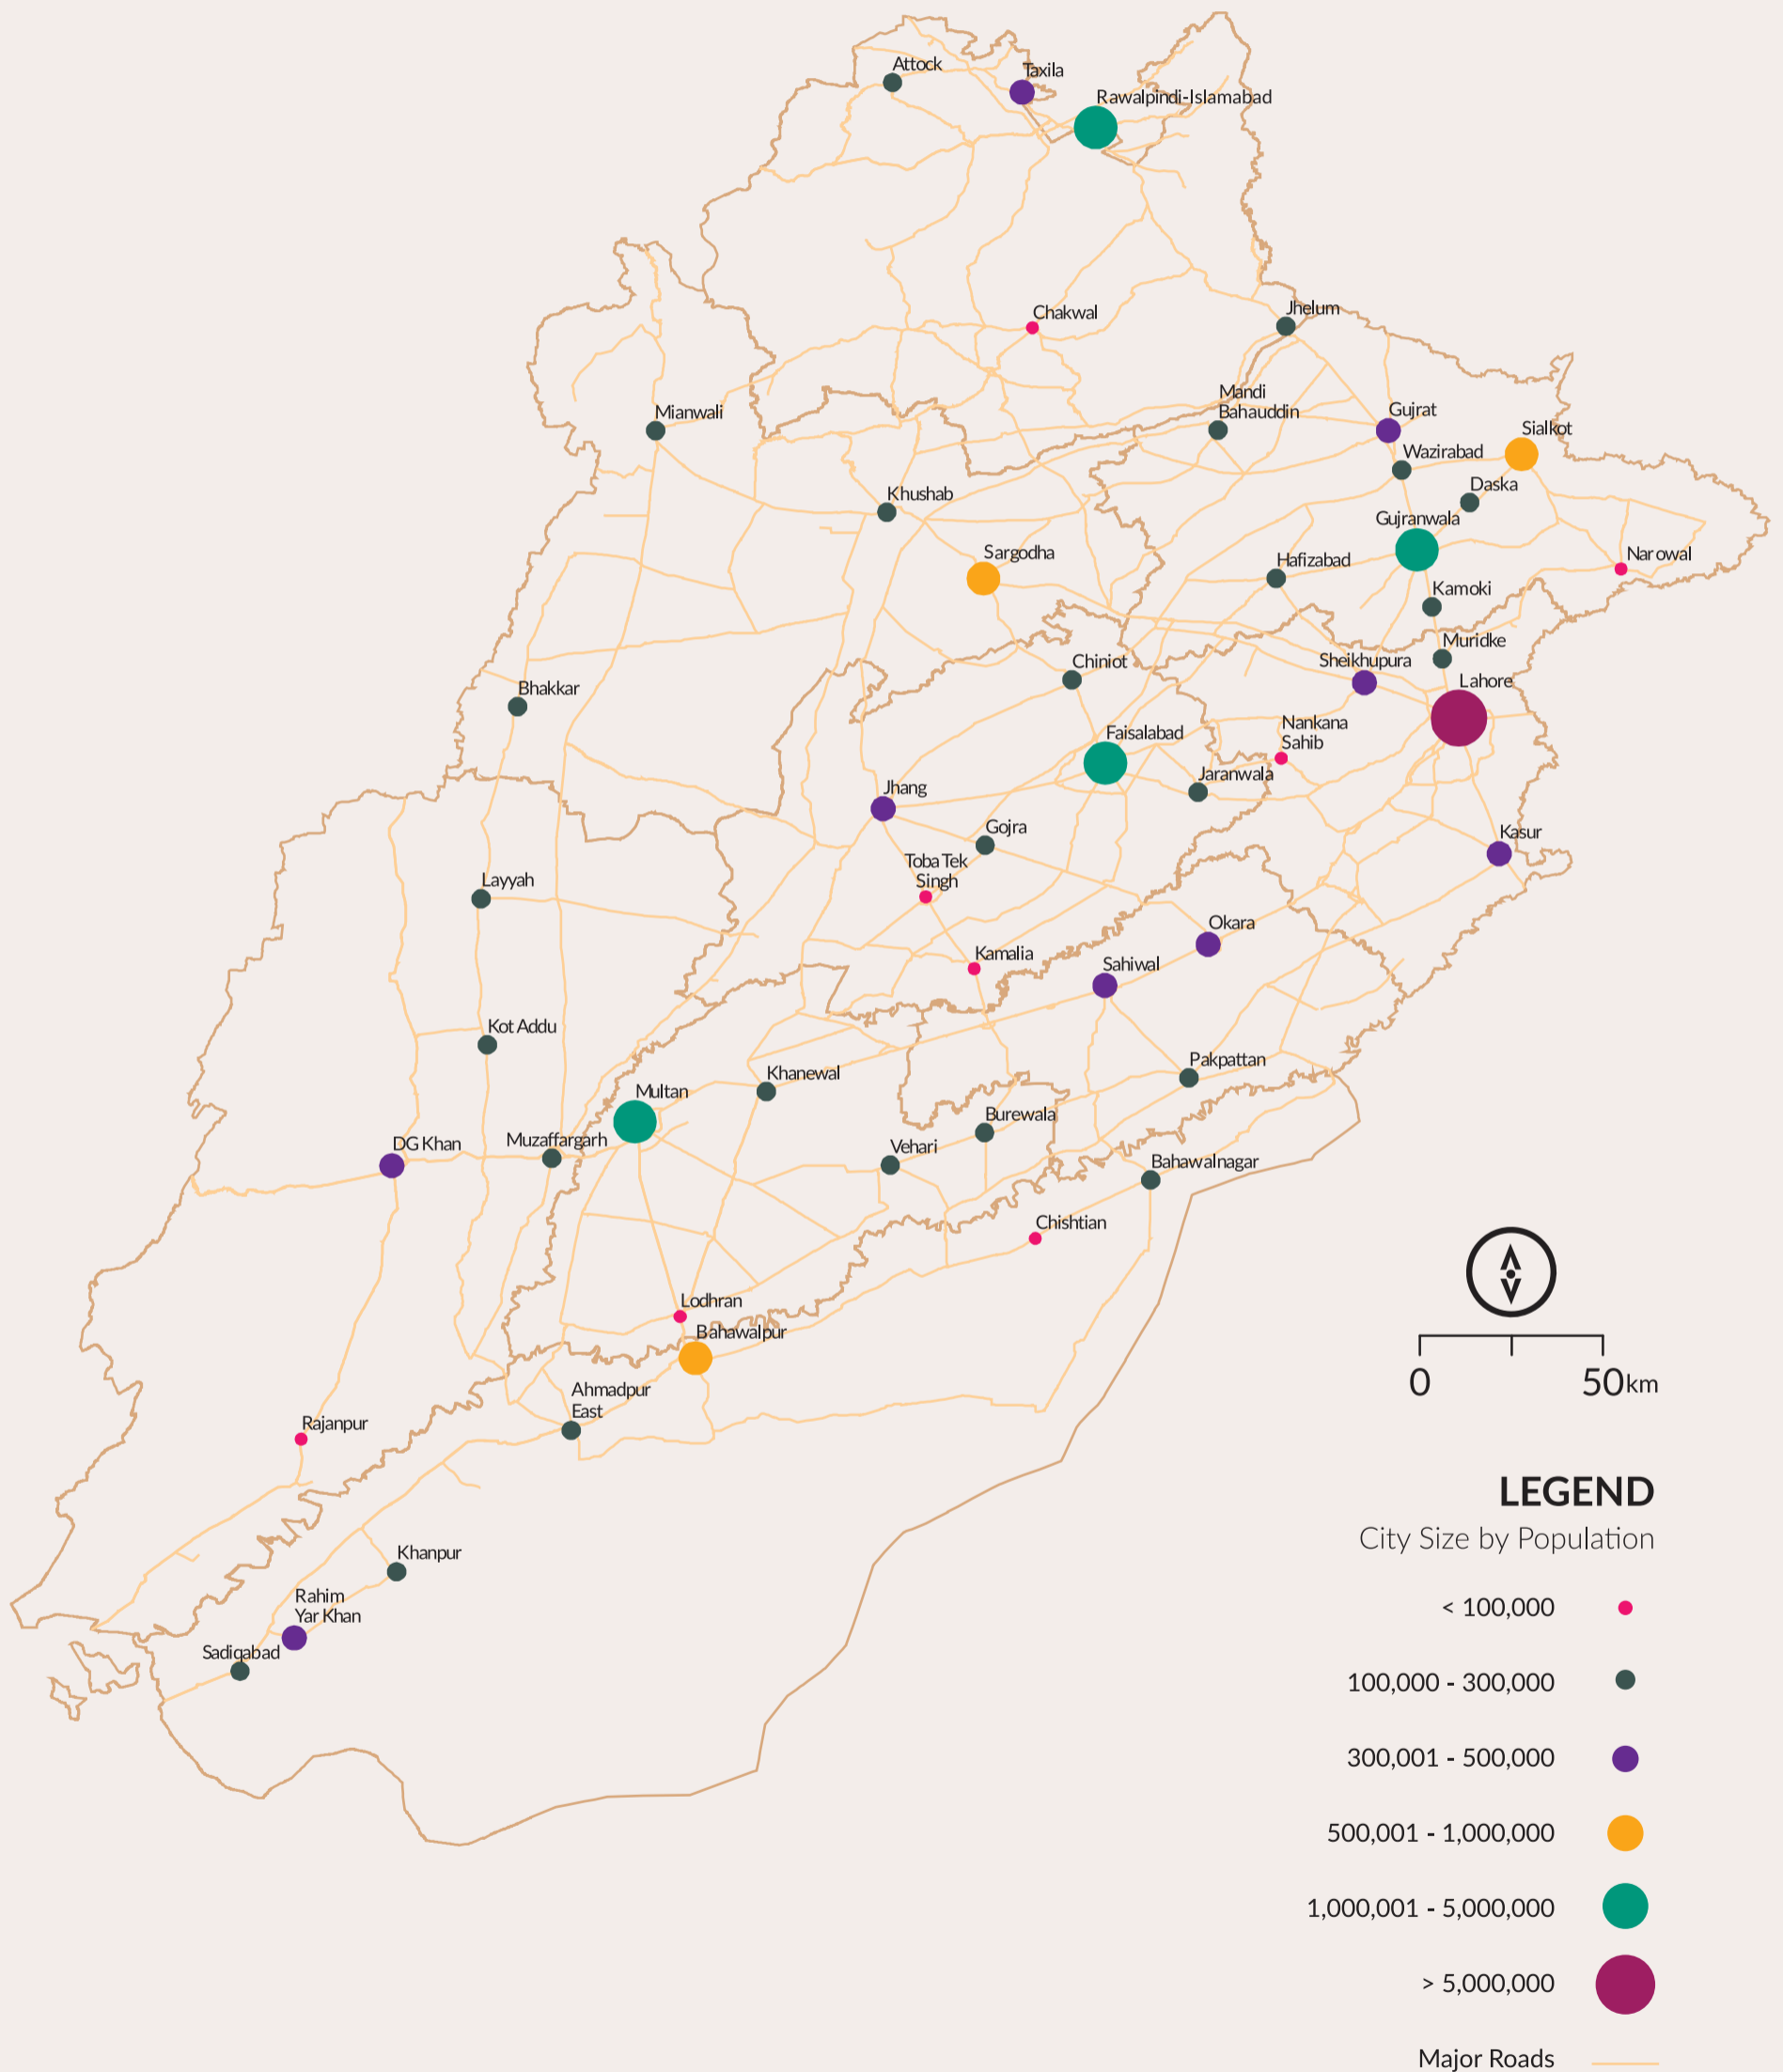 Attock
Taxila
Rawalpindi-Islamabad
Chakwal
Jhelum
Mandi
Bahauddin
Mianwali
Gujrat
Sialkot
Wazirabad
Daska
Khushab
Gujranwala
Sargodha
Hafizabad
Narowal
Kamoki
Muridke
Chiniot
Sheikhupura
Lahore
Bhakkar
Faisalabad
Nankana
Sahib
Jaranwala
Jhang
Gojra
Kasur
Toba Tek
Singh
Layyah
Okara
Kamalia
Sahiwal
Kot Addu
Pakpattan
Khanewal
Multan
Burewala
DG Khan
Muzaffargarh
Vehari
Bahawalnagar
Chishtian
Lodhran
Bahawalpur
Ahmadpur
East
Rajanpur
Khanpur
Rahim
Yar Khan
Sadiqabad
0 50km
LEGEND
City Size by Population
< 100,000
100,000 - 300,000
300,001 - 500,000
500,001 - 1,000,000
1,000,001 - 5,000,000
> 5,000,000
Major Roads